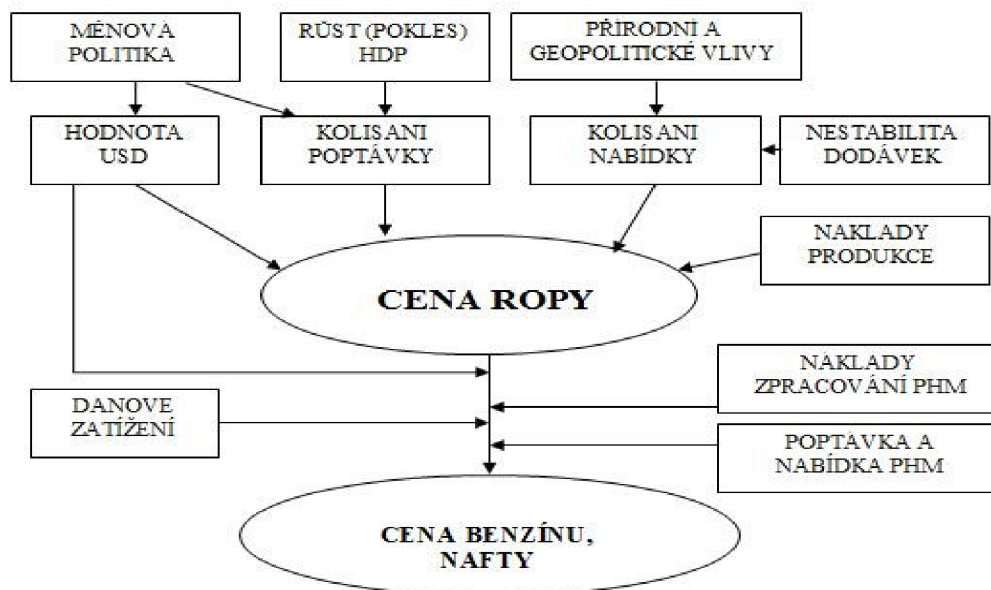 MĚNOVÁ
POLITIKA
RŮST (POKLES)
HDP
PŘÍRODNÍ A
GEOPOLITICKÉ VLIVY
HODNOTA
USD
KOLISANI
POPTÁVKY
KOLISANI
NABÍDKY
NESTABILITA
DODÁVEK
NAKLADY
PRODUKCE
CENA ROPY
NAKLADY
ZPRACOVÁNÍ PHM
DANOVE
ZATÍŽENÍ
POPTÁVKA A
NABÍDKA PHM
CENA BENZÍNU,
NAFTY